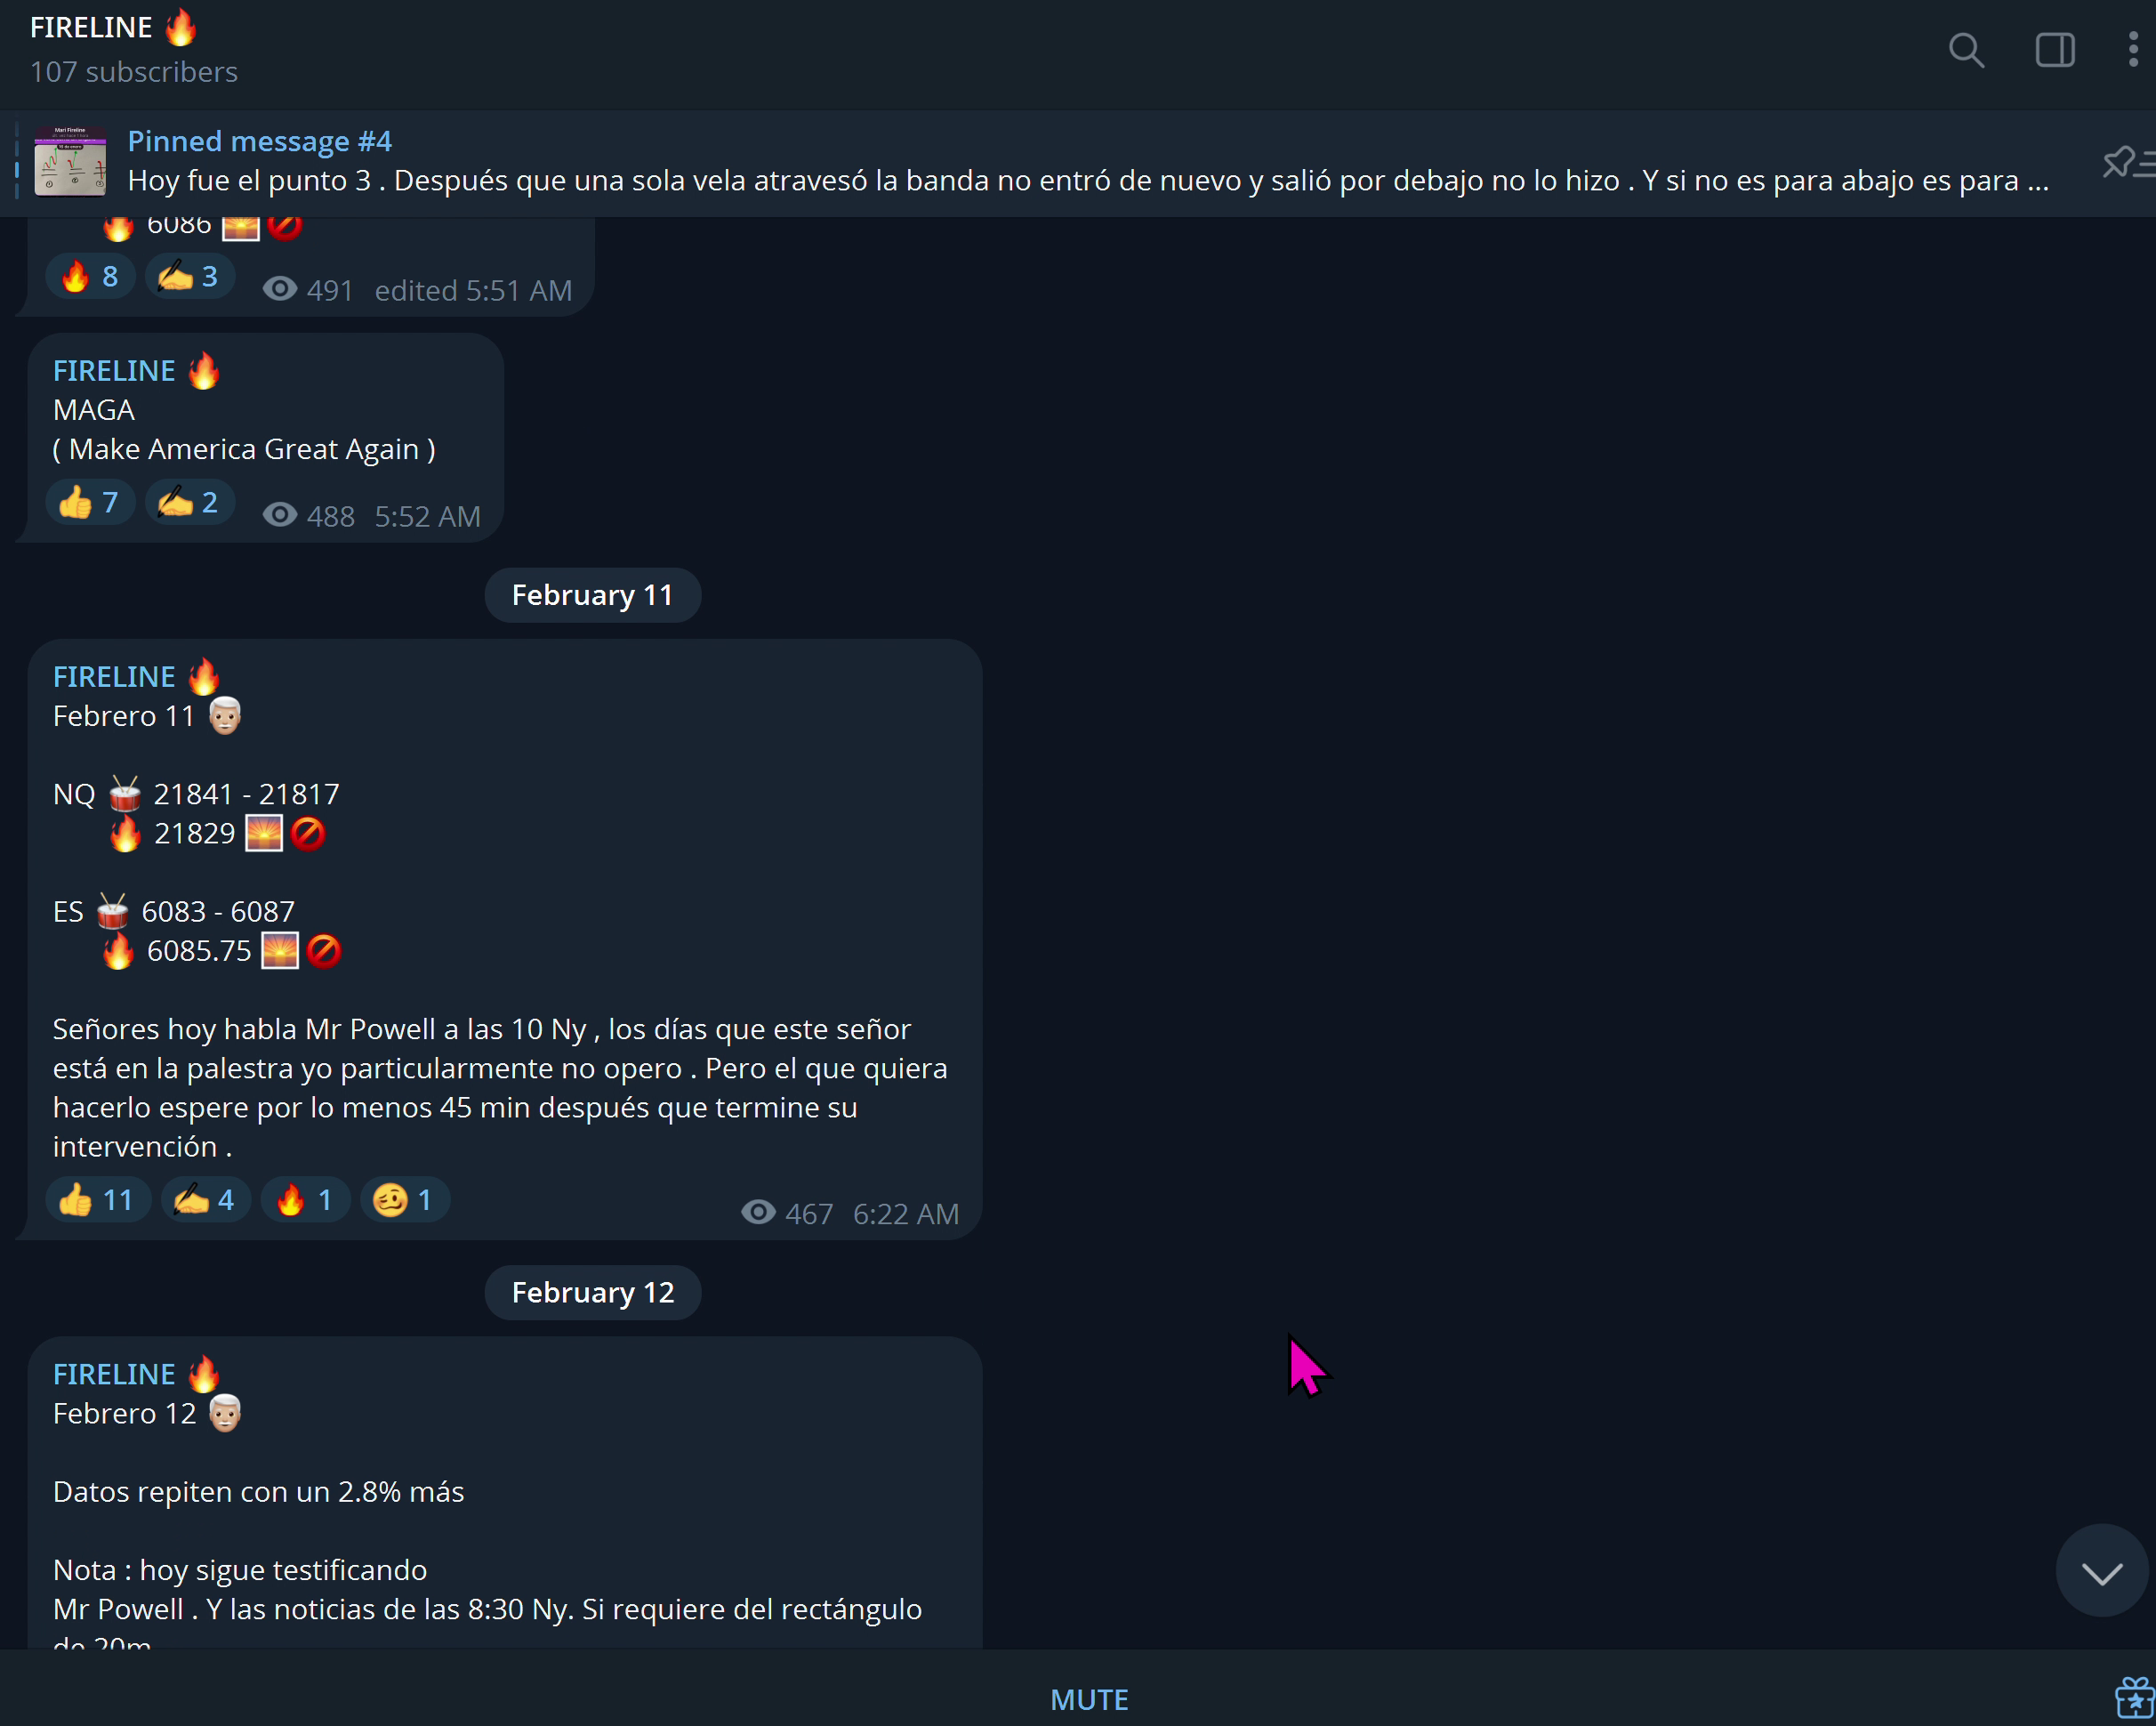 FIRELINE 🔥
107 subscribers
Pinned message #4
Hoy fue el punto 3 . Después que una sola vela atravesó la banda no entró de nuevo y salió por debajo no lo hizo . Y si no es para abajo es para ...
🔥 6086 🌅🚫
🔥 8 ✍️ 3 491 edited 5:51 AM
FIRELINE 🔥
MAGA
( Make America Great Again )
👍 7 ✍️ 2 488 5:52 AM
February 11
FIRELINE 🔥
Febrero 11 👨🏼‍🦳
NQ 🥁 21841 - 21817
🔥 21829 🌅🚫
ES 🥁 6083 - 6087
🔥 6085.75 🌅🚫
Señores hoy habla Mr Powell a las 10 Ny , los días que este señor
está en la palestra yo particularmente no opero . Pero el que quiera
hacerlo espere por lo menos 45 min después que termine su
intervención .
👍 11 ✍️ 4 🔥 1 🥴 1 467 6:22 AM
February 12
FIRELINE 🔥
Febrero 12 👨🏼‍🦳
Datos repiten con un 2.8% más
Nota : hoy sigue testificando
Mr Powell . Y las noticias de las 8:30 Ny. Si requiere del rectángulo
de 20m
MUTE